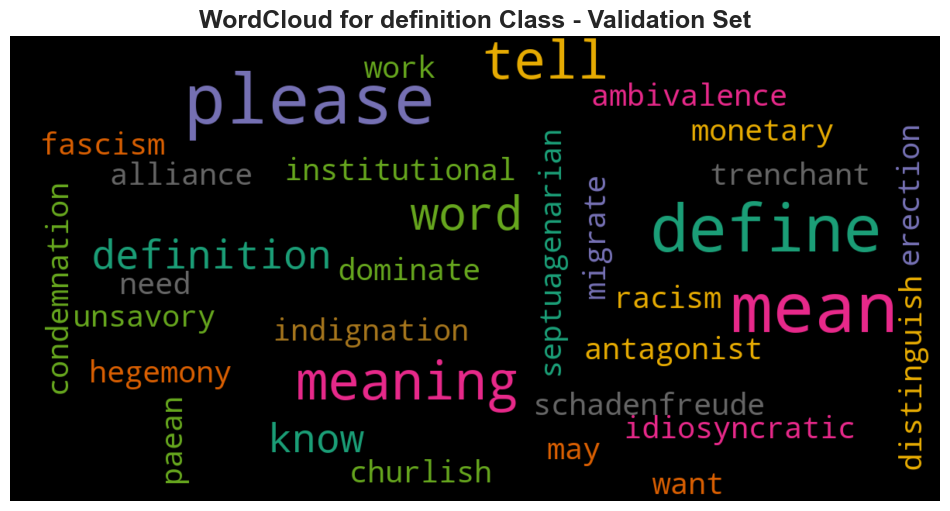 WordCloud for definition Class - Validation Set
tell
work
please
ambivalence
monetary
fascism
alliance
institutional
trenchant
word
define
erection
septuagenarian
migrate
condemnation
definition
dominate
need
unsavory
racism
mean
distinguish
indignation
antagonist
hegemony
meaning
schadenfreude
idiosyncratic
paean
know
may
churlish
want